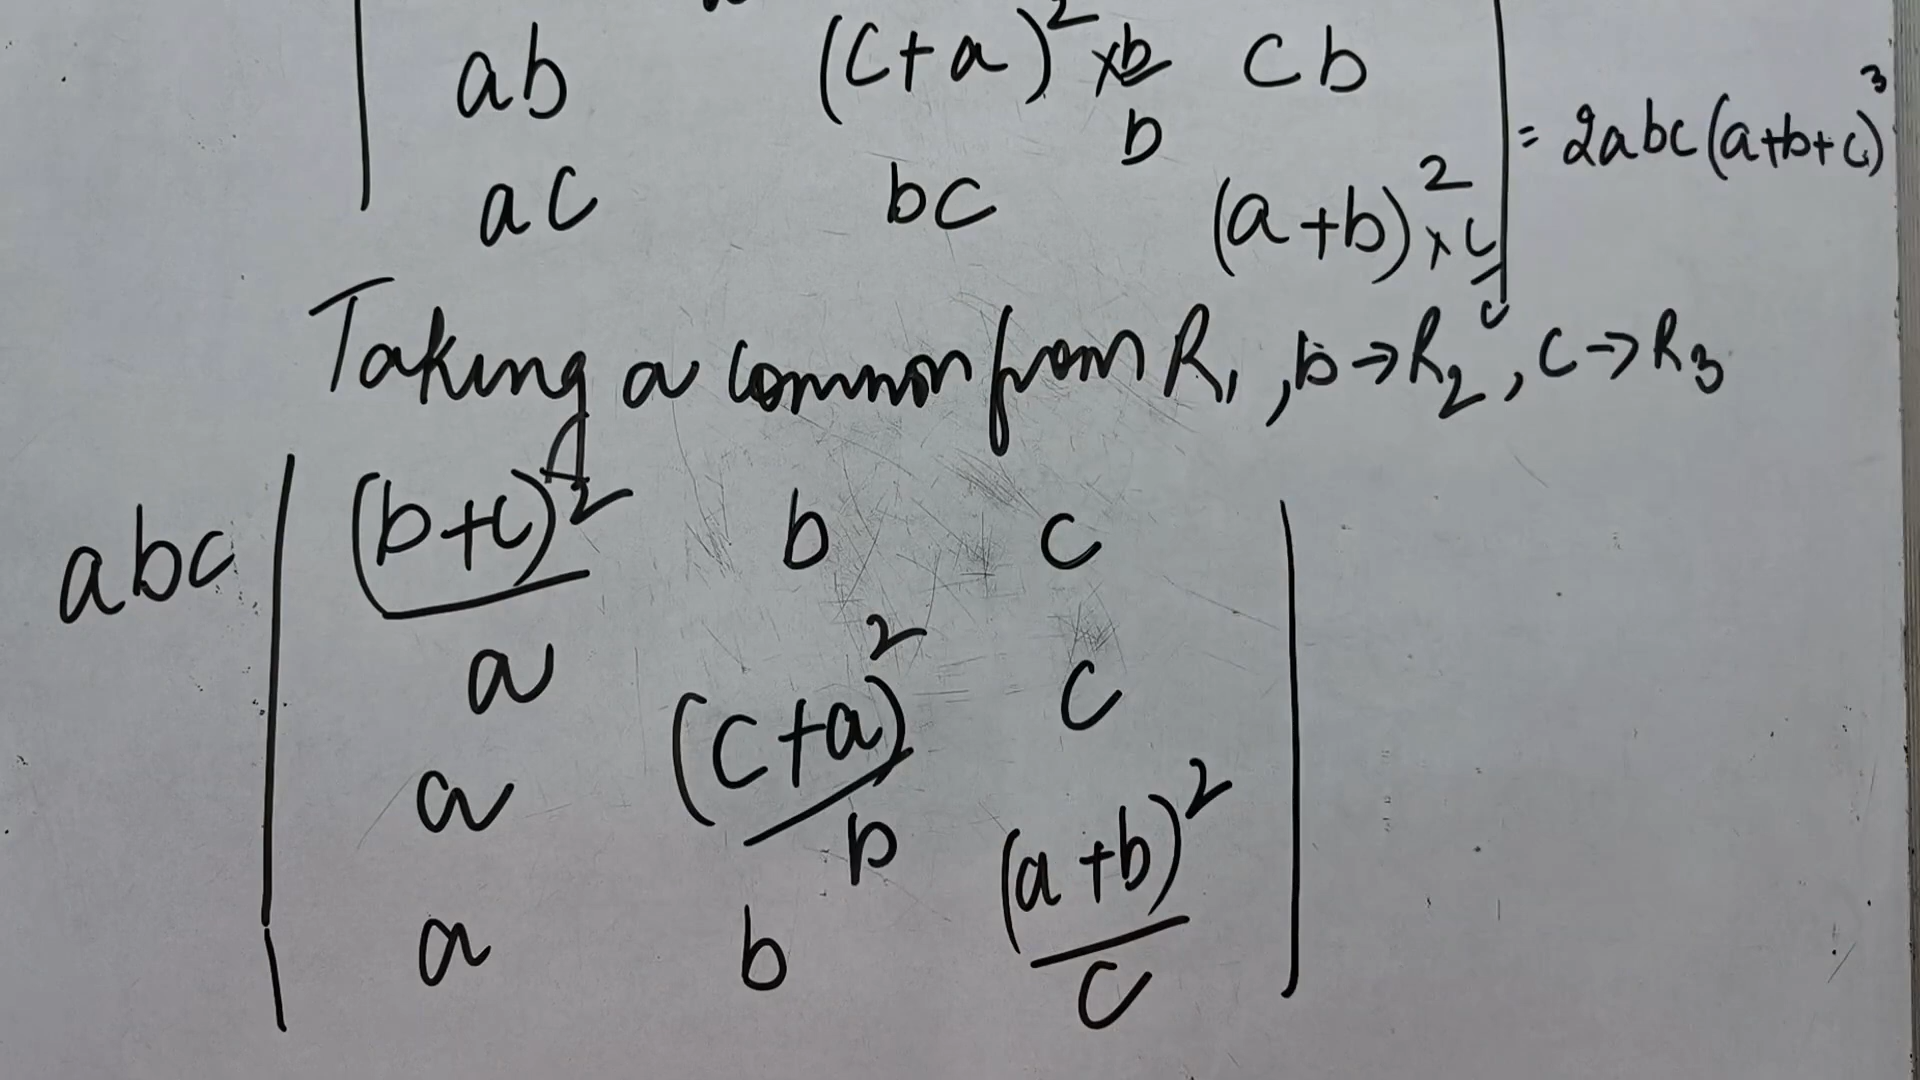 ab (c+a)² × b/b cb
= 2abc(a+b+c)³
ac bc (a+b)² × c/c
Taking a common from R₁, b→R₂, c→R₃
abc | (b+c)²/a b c |
a (c+a)²/b c
a b (a+b)²/c